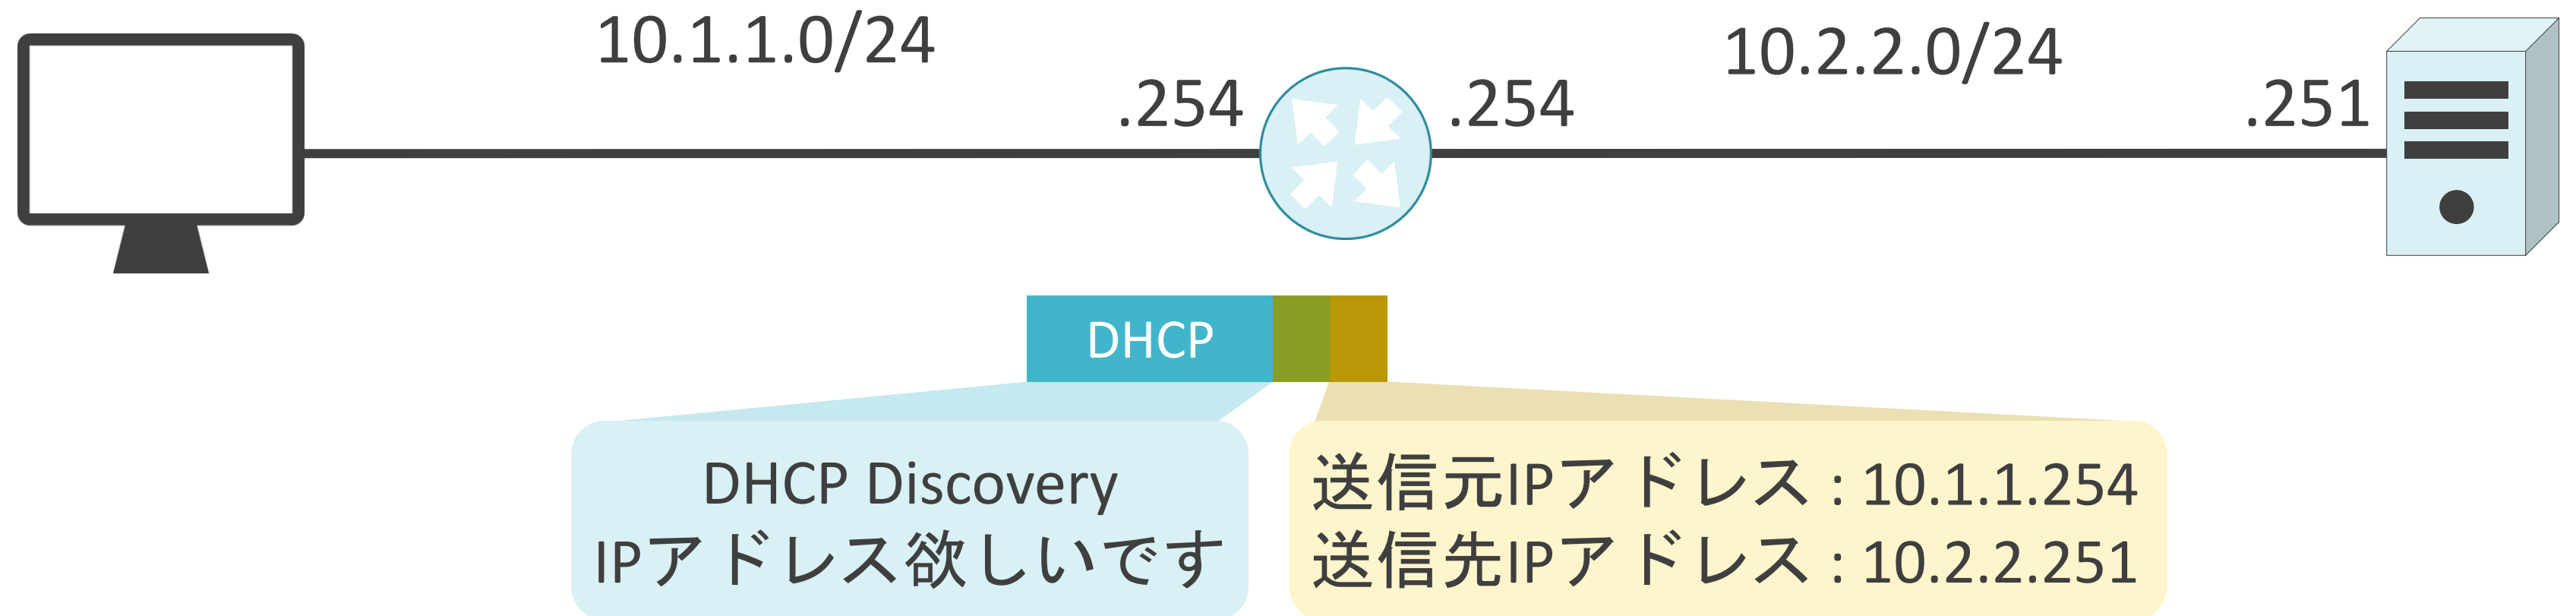 10.1.1.0/24
10.2.2.0/24
.254
.254
.251
DHCP
DHCP Discovery
IPアドレス欲しいです
送信元IPアドレス : 10.1.1.254
送信先IPアドレス : 10.2.2.251